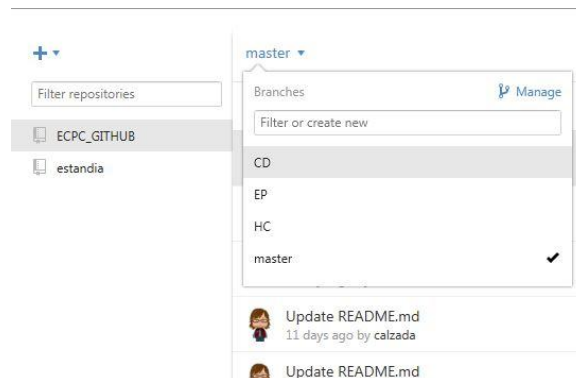 master
Filter repositories
Branches
Manage
Filter or create new
ECPC_GITHUB
CD
estandia
EP
HC
master
Update README.md
11 days ago by calzada
Update README.md